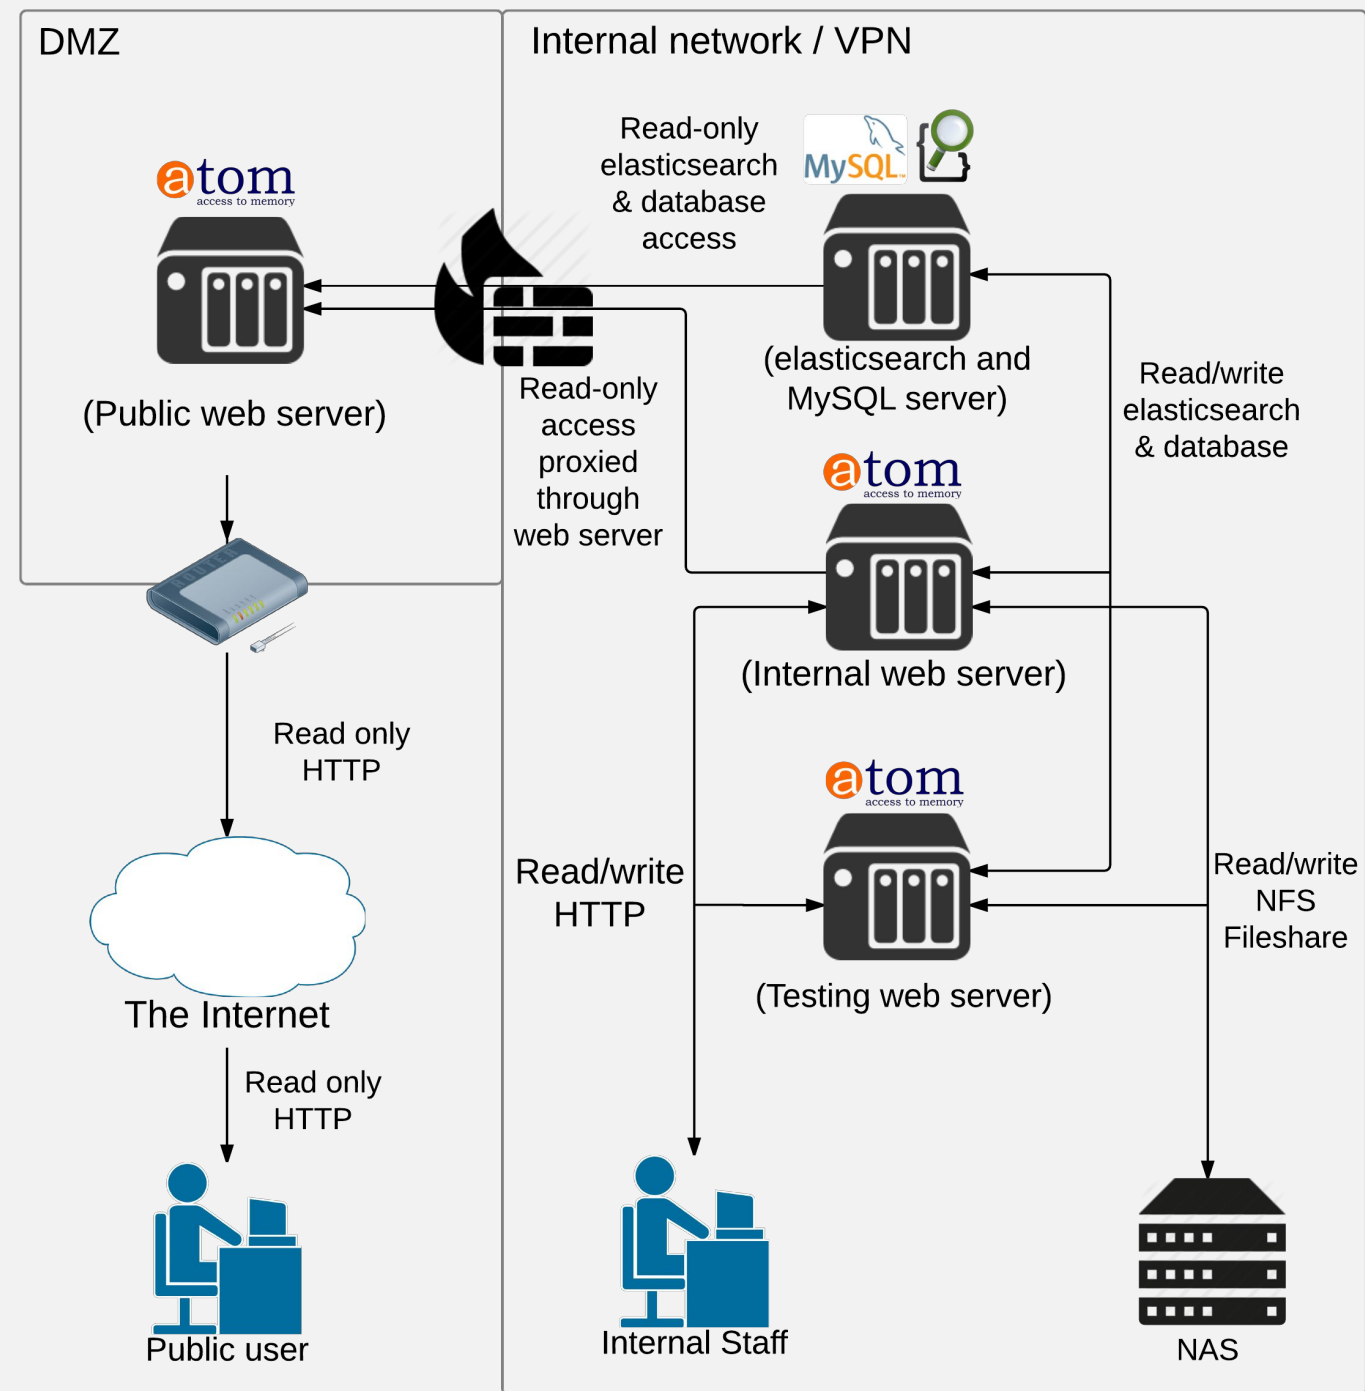 DMZ
Internal network / VPN
atom
access to memory
(Public web server)
Read-only
elasticsearch
& database
access
MySQL
(elasticsearch and
MySQL server)
Read-only
access
proxied
through
web server
Read/write
elasticsearch
& database
atom
access to memory
(Internal web server)
ROUTER
Read only
HTTP
atom
access to memory
(Testing web server)
Read/write
HTTP
Read/write
NFS
Fileshare
The Internet
Read only
HTTP
Public user
Internal Staff
NAS